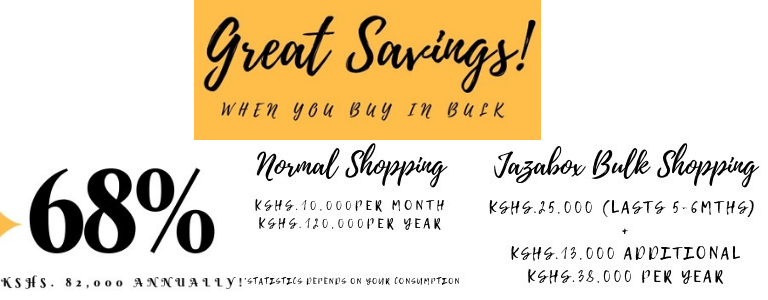 Great Savings!
WHEN YOU BUY IN BULK
68%
KSHS. 82,000 ANNUALLY!
Normal Shopping
KSHS.10.000PER MONTH
KSHS.120.000PER YEAR
*STATISTICS DEPENDS ON YOUR CONSUMPTION
Jazabox Bulk Shopping
KSHS.25.000 (LASTS 5-6MTHS)
+
KSHS.13.000 ADDITIONAL
KSHS.38.000 PER YEAR